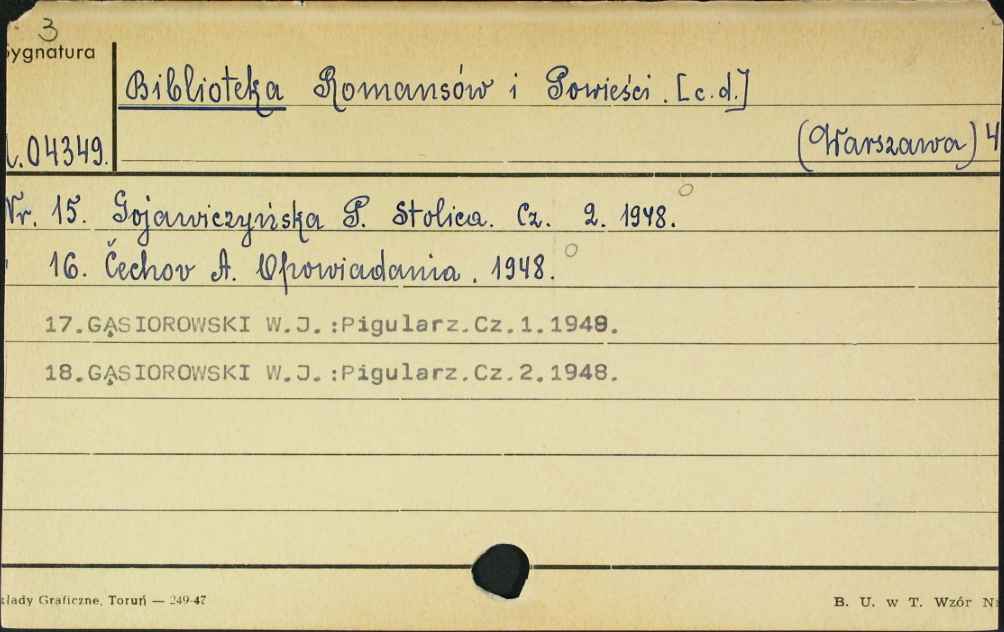 3
Sygnatura
Biblioteka Romansów i Powieści. [c.d.]
04349.
(Warszawa) 4
Nr. 15. Gojawiczyńska P. Stolica. Cz. 2. 1948.
16. Čechov A. Opowiadania. 1948.
17.GĄSIOROWSKI W.J.:Pigularz.Cz.1.1948.
18.GĄSIOROWSKI W.J.:Pigularz.Cz.2.1948.
kłady Graficzne, Toruń — 249-47
B. U. w T. Wzór N